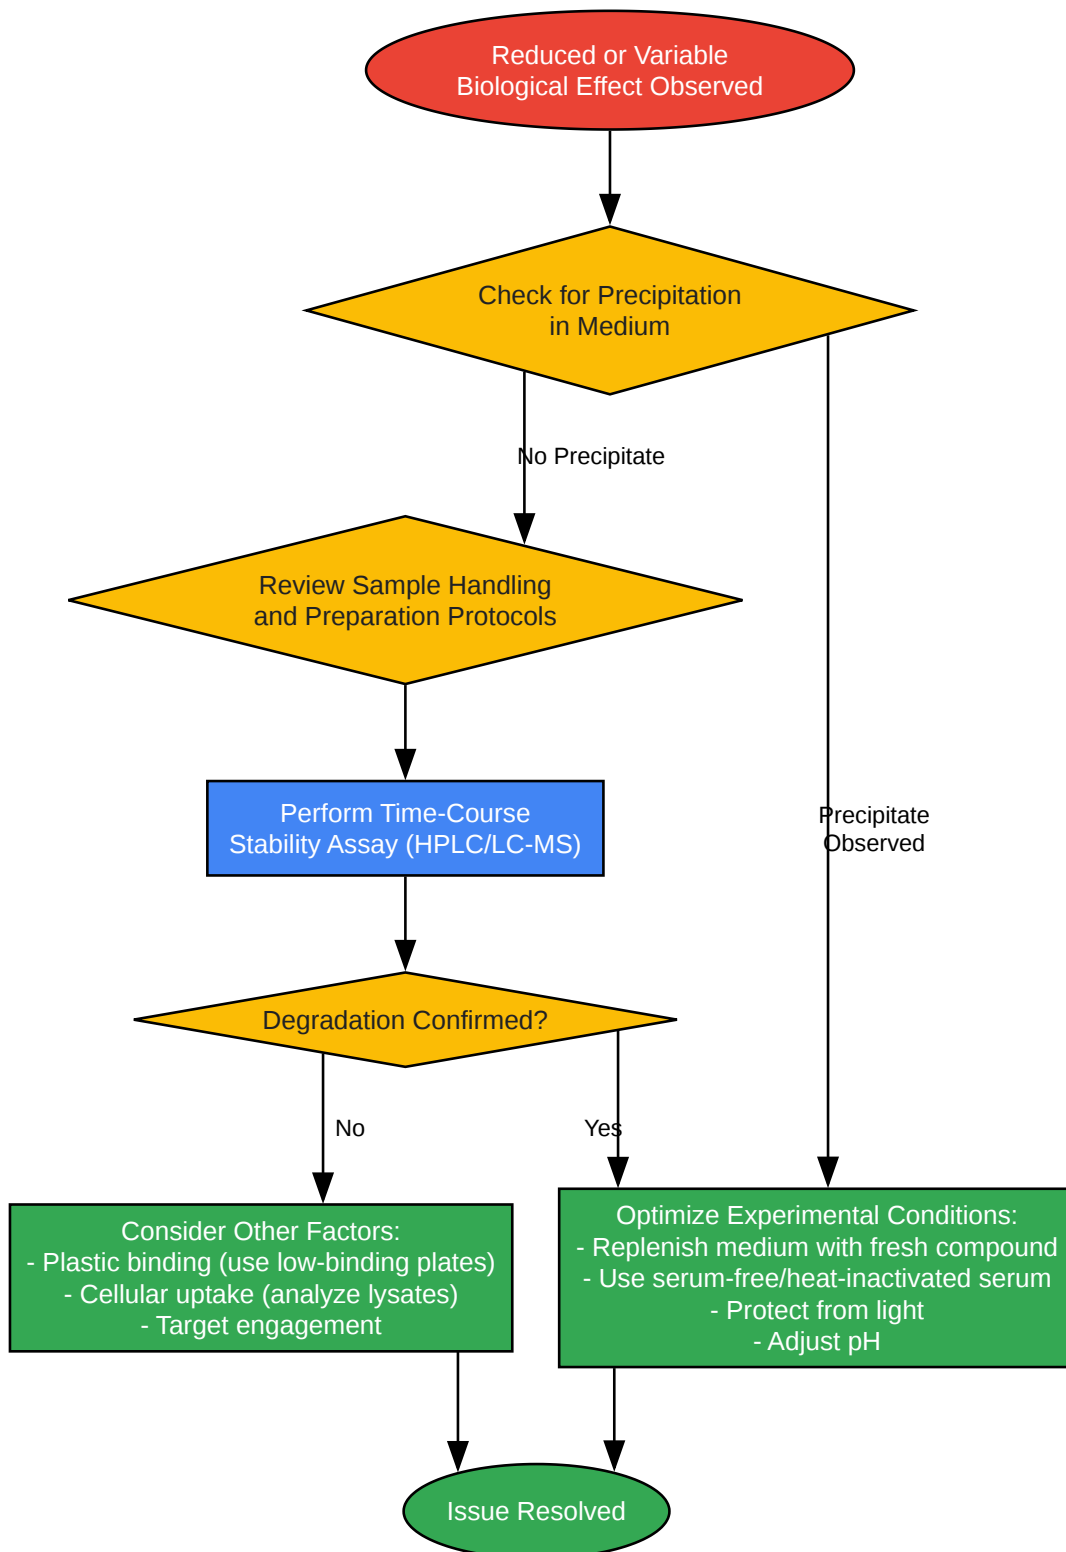 Reduced or Variable
Biological Effect Observed
Check for Precipitation
in Medium
No Precipitate
Review Sample Handling
and Preparation Protocols
Perform Time-Course
Stability Assay (HPLC/LC-MS)
Precipitate
Observed
Degradation Confirmed?
No
Yes
Consider Other Factors:
- Plastic binding (use low-binding plates)
- Cellular uptake (analyze lysates)
- Target engagement
Optimize Experimental Conditions:
- Replenish medium with fresh compound
- Use serum-free/heat-inactivated serum
- Protect from light
- Adjust pH
Issue Resolved